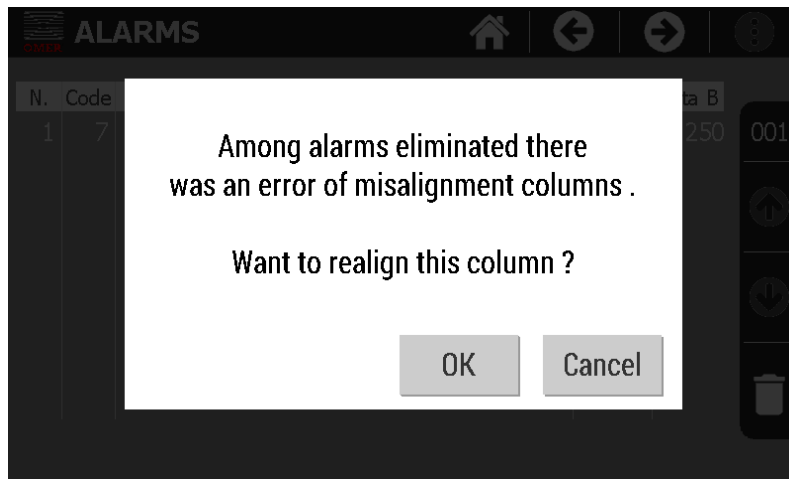 OMER
ALARMS
N. Code ta B
1 7 250 001
Among alarms eliminated there
was an error of misalignment columns .
Want to realign this column ?
OK Cancel